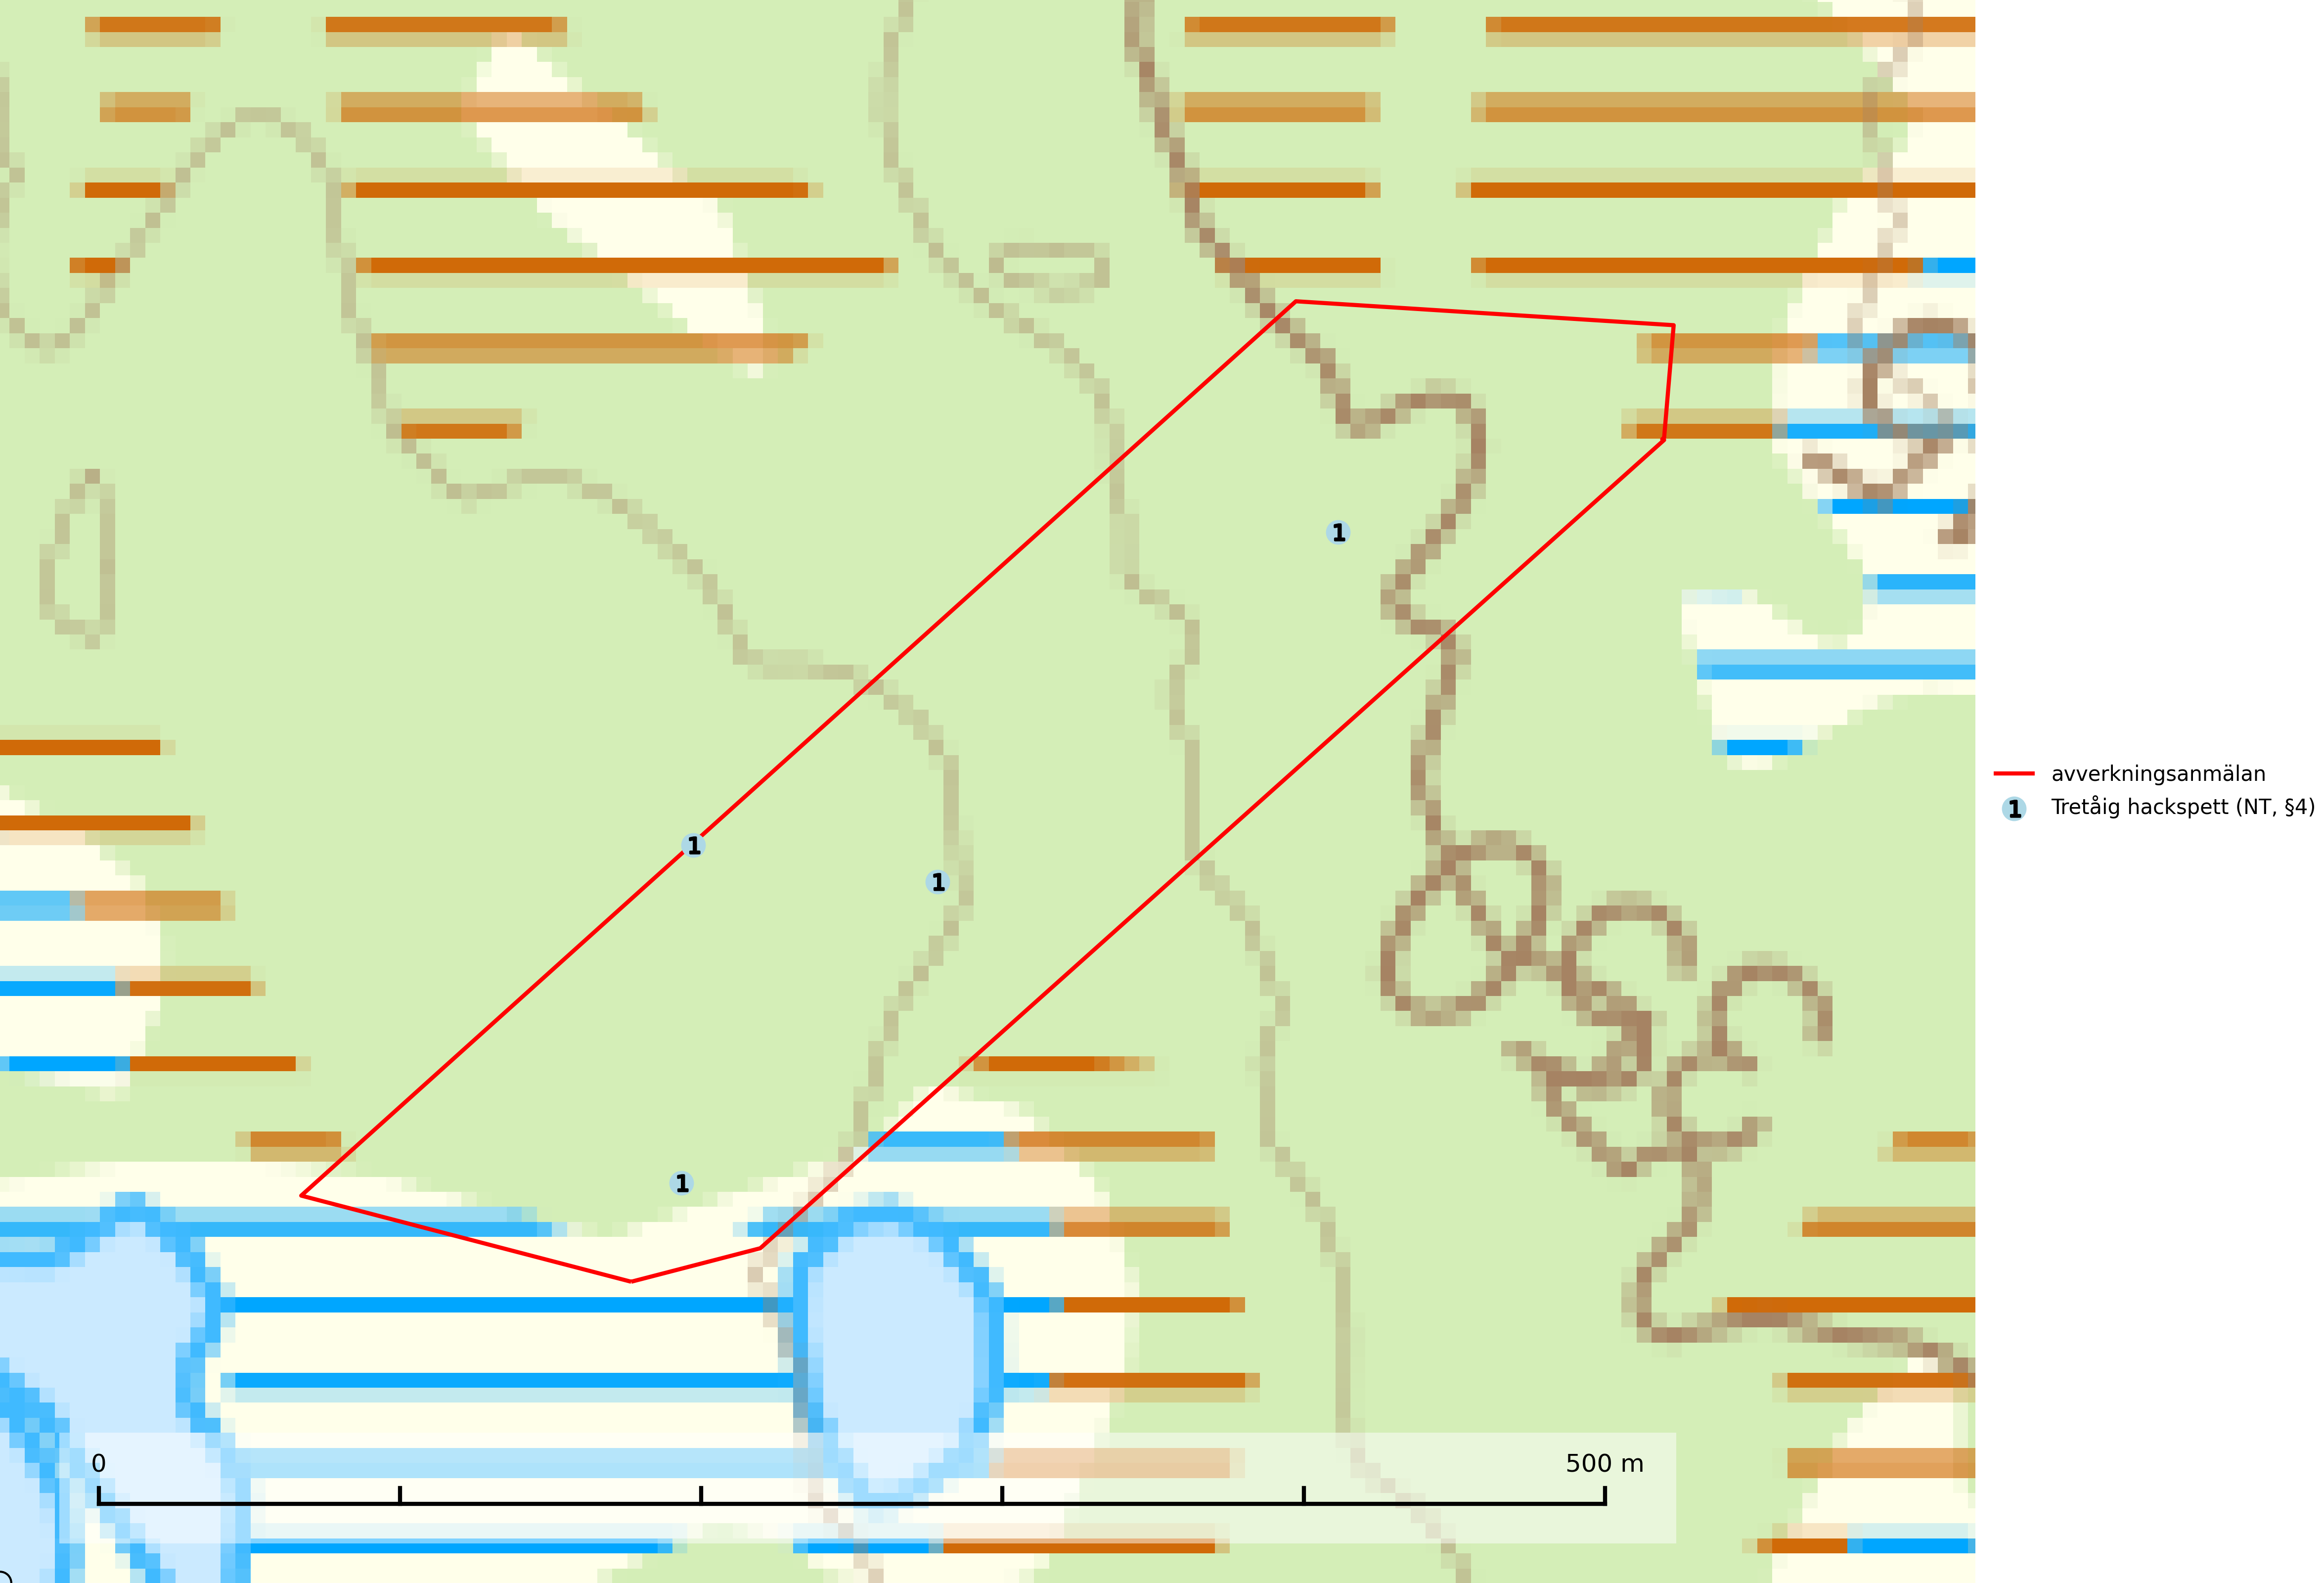 1
1
1
1
avverkningsanmälan
1 Tretåig hackspett (NT, §4)
0 500 m